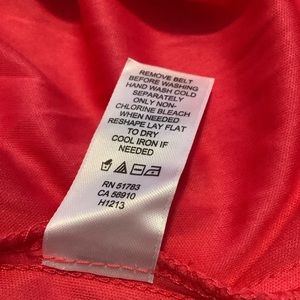 REMOVE BELT
BEFORE WASHING
HAND WASH COLD
SEPARATELY
ONLY NON-
CHLORINE BLEACH
WHEN NEEDED
RESHAPE LAY FLAT
TO DRY
COOL IRON IF
NEEDED
RN 51783
CA 56910
H1213